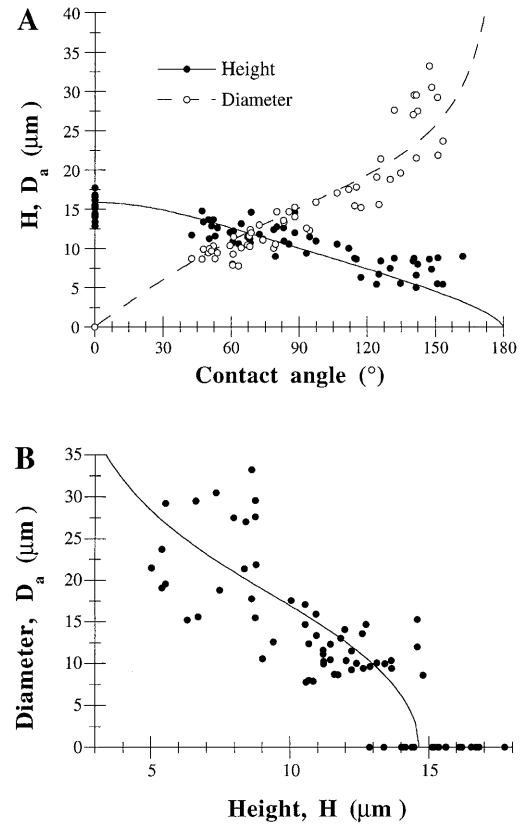 A
H, Dₐ (μm)
40
35
30
25
20
15
10
5
0
Height
Diameter
0 30 60 90 120 150 180
Contact angle (°)
B
Diameter, Dₐ (μm)
35
30
25
20
15
10
5
0
5 10 15
Height, H (μm)